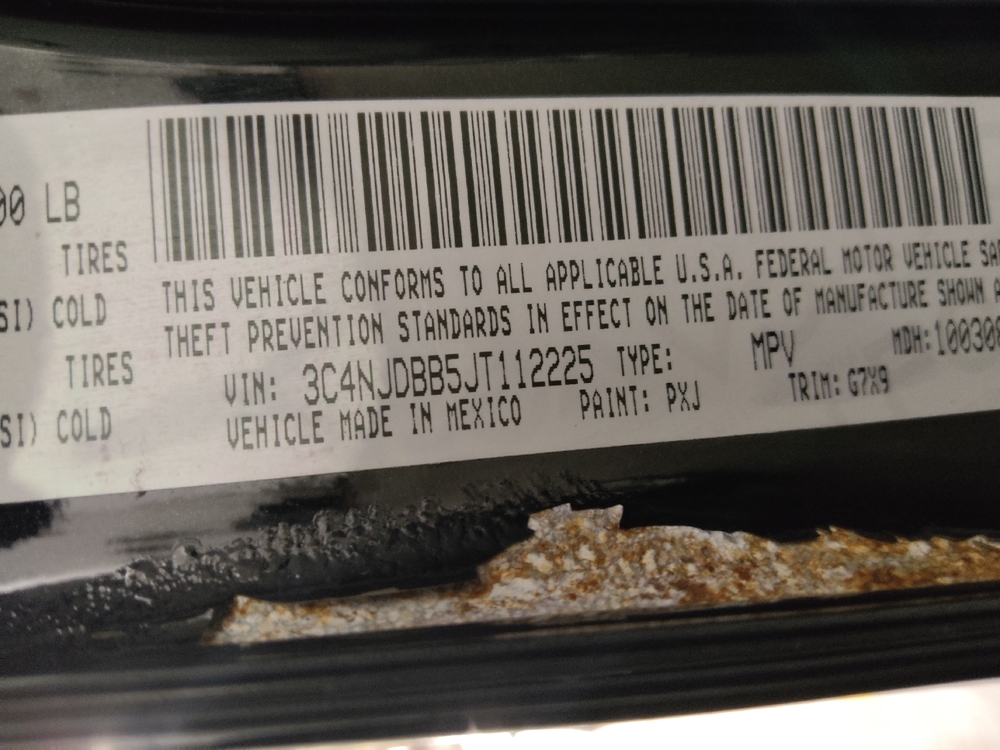 00 LB
TIRES
SI) COLD
TIRES
SI) COLD
THIS VEHICLE CONFORMS TO ALL APPLICABLE U.S.A. FEDERAL MOTOR VEHICLE SA
THEFT PREVENTION STANDARDS IN EFFECT ON THE DATE OF MANUFACTURE SHOWN A
VIN: 3C4NJDBB5JT112225 TYPE: MPV MDH: 10030
VEHICLE MADE IN MEXICO PAINT: PXJ TRIM: G7X9